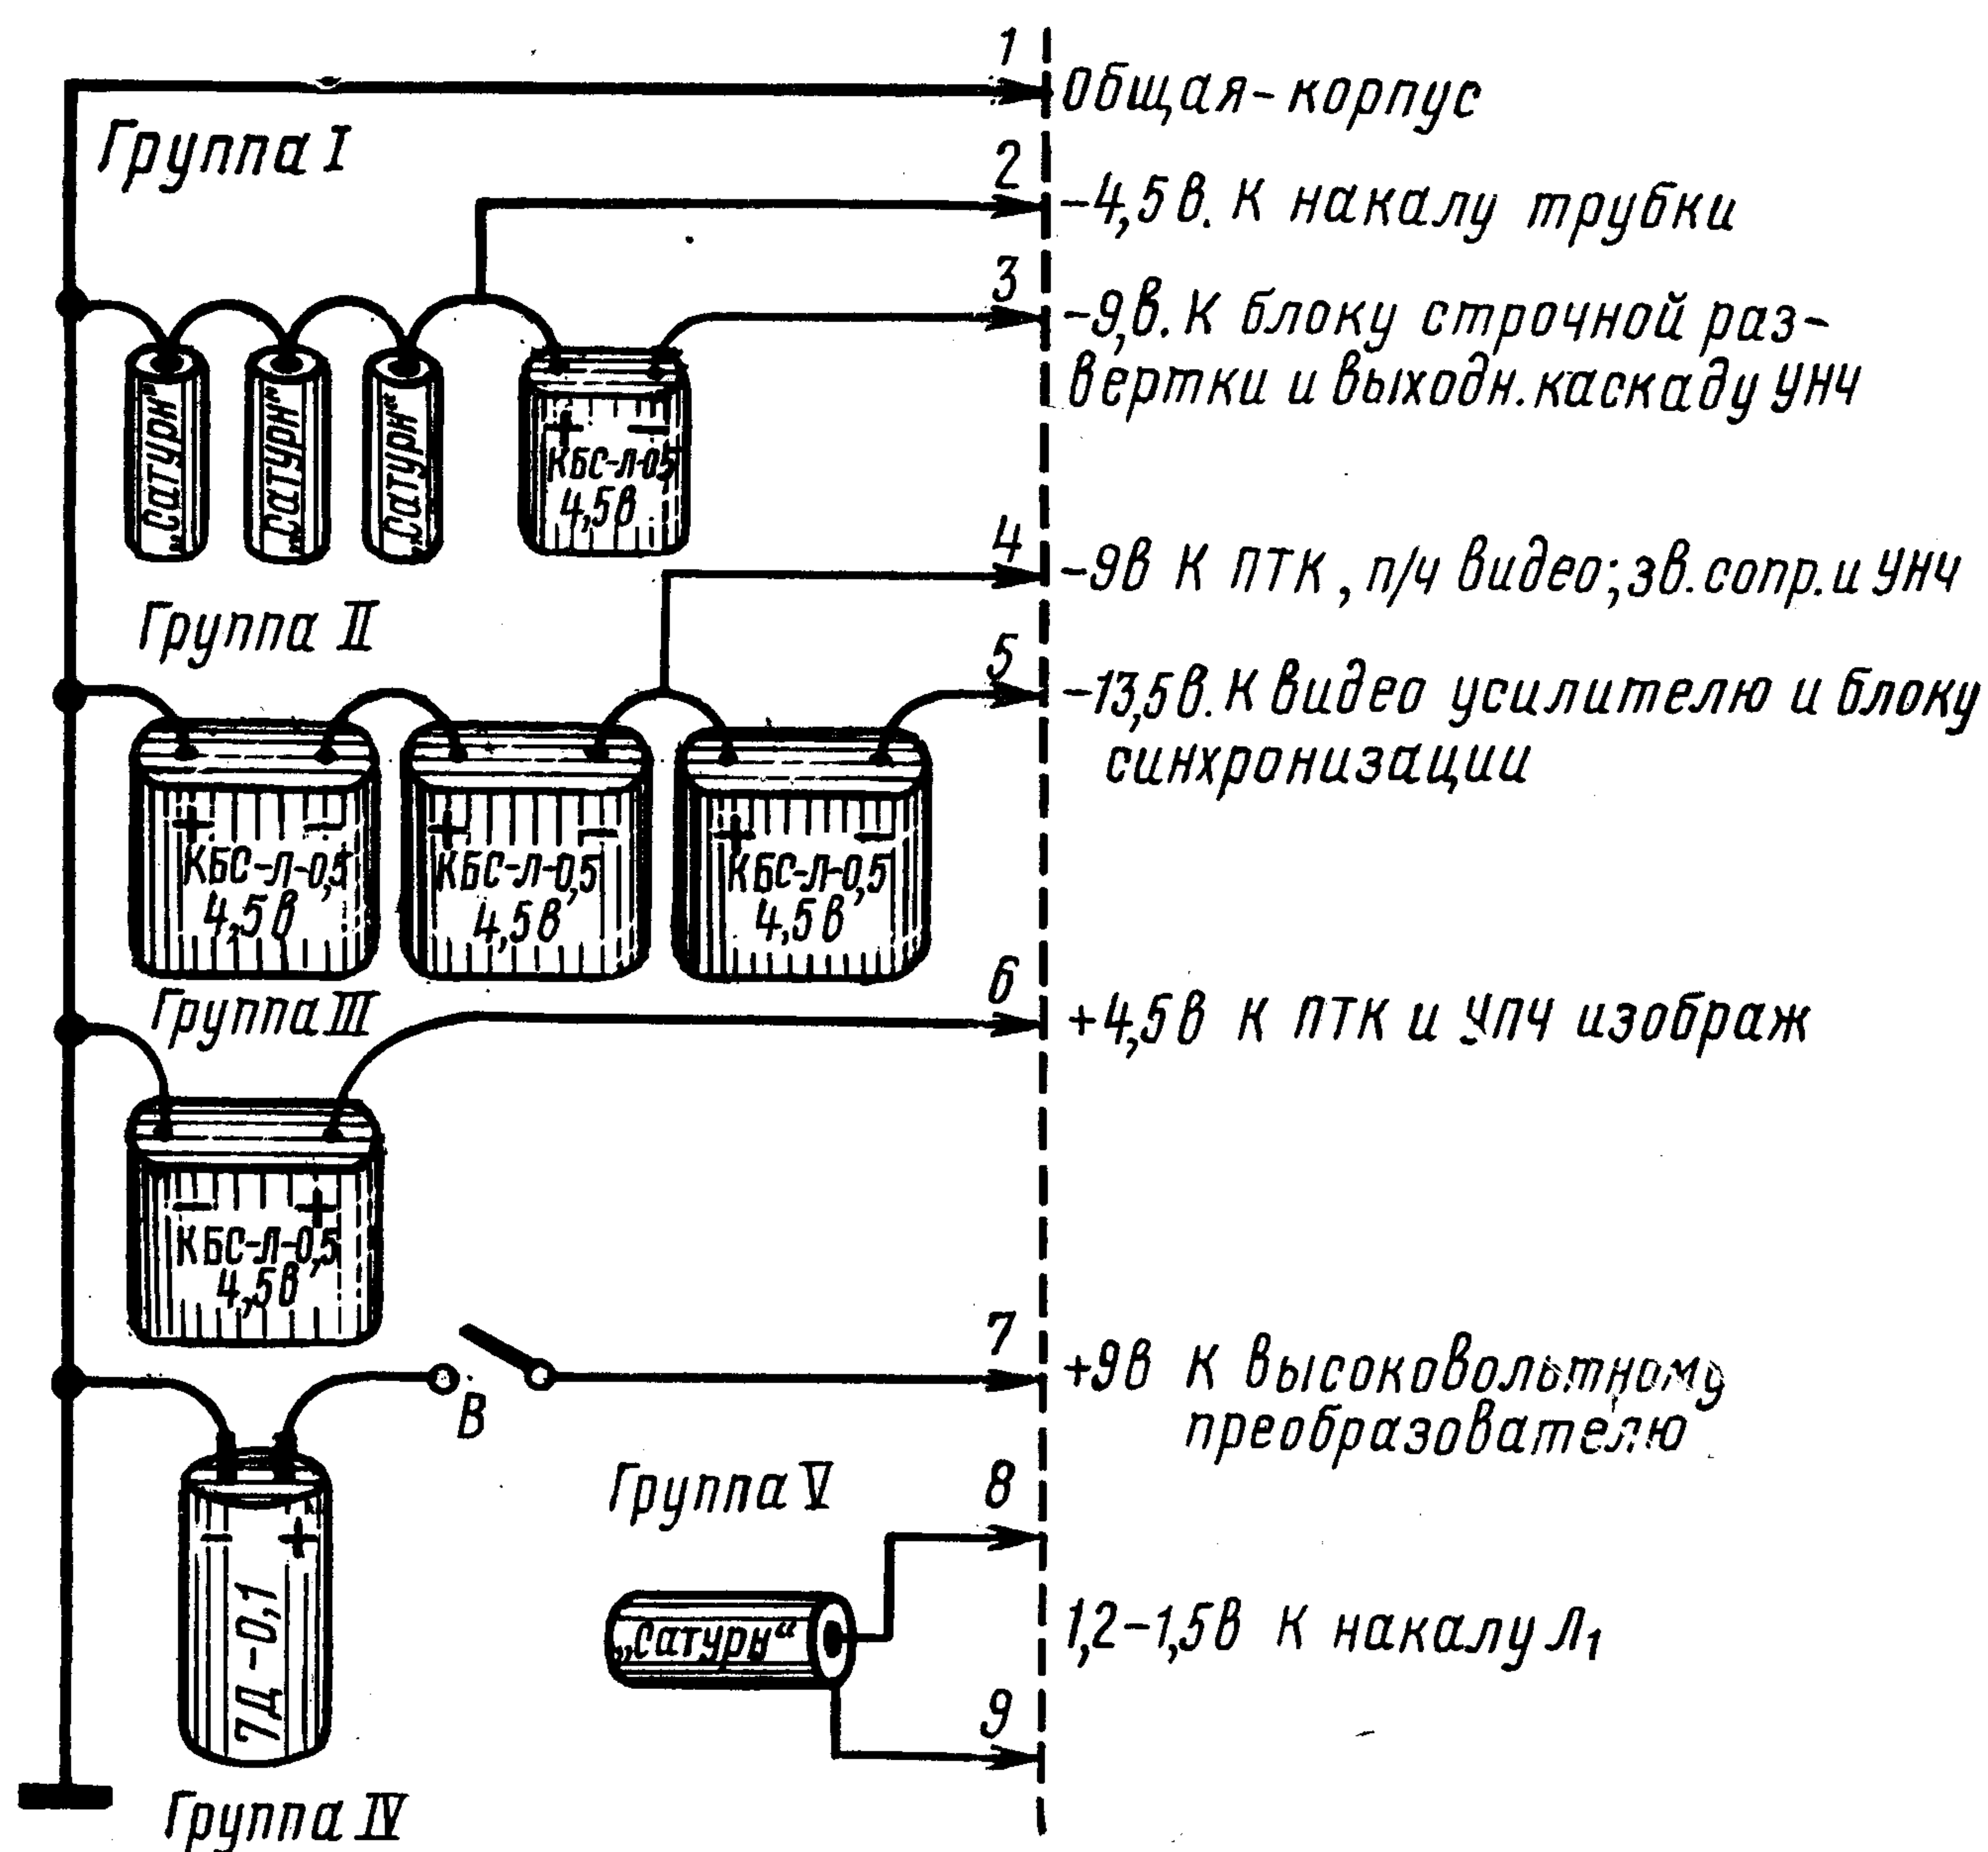 1
Общая-корпус
Группа I
2
-4,5в. К накалу трубки
3
-9,в. К блоку строчной раз-
вертки и выходн. каскаду УНЧ
„Сатурн“
„Сатурн“
„Сатурн“
+ -
КБС-Л-0,5
4,5в
4
-9в К ПТК, п/ч видео; зв. сопр. и УНЧ
Группа II
5
-13,5в. К видео усилителю и блоку
синхронизации
+ -
КБС-Л-0,5
4,5в
+ -
КБС-Л-0,5
4,5в
+ -
КБС-Л-0,5
4,5в
6
+4,5в К ПТК и УПЧ изображ
Группа III
- +
КБС-Л-0,5
4,5в
7
+9в К высоковольтному
преобразователю
В
Группа V
8
- +
7Д-0,1
„Сатурн“
1,2-1,5в К накалу Л1
9
Группа IV